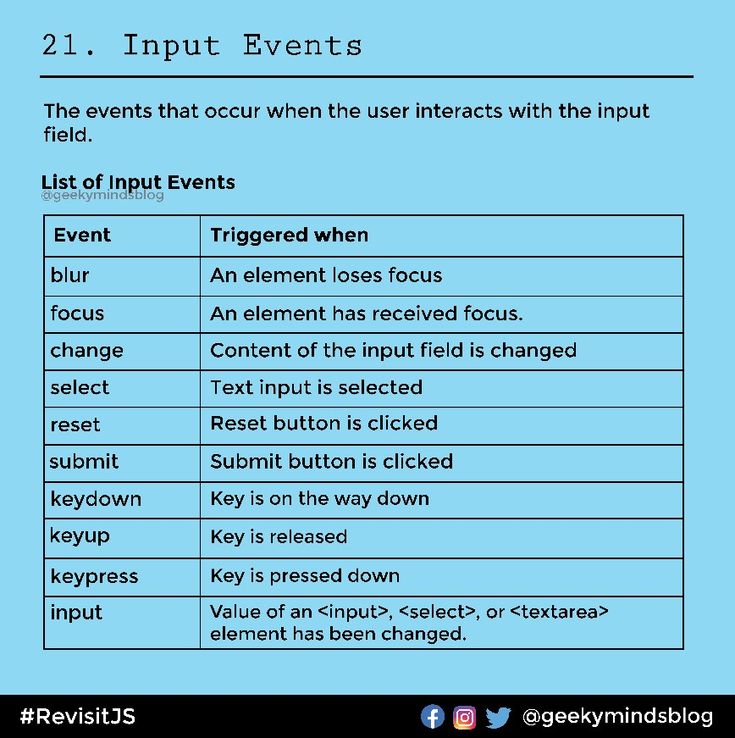 21. Input Events
The events that occur when the user interacts with the input
field.
List of Input Events
@geekymindsblog
Event Triggered when
blur An element loses focus
focus An element has received focus.
change Content of the input field is changed
select Text input is selected
reset Reset button is clicked
submit Submit button is clicked
keydown Key is on the way down
keyup Key is released
keypress Key is pressed down
input Value of an <input>, <select>, or <textarea>
element has been changed.
#RevisitJS @geekymindsblog